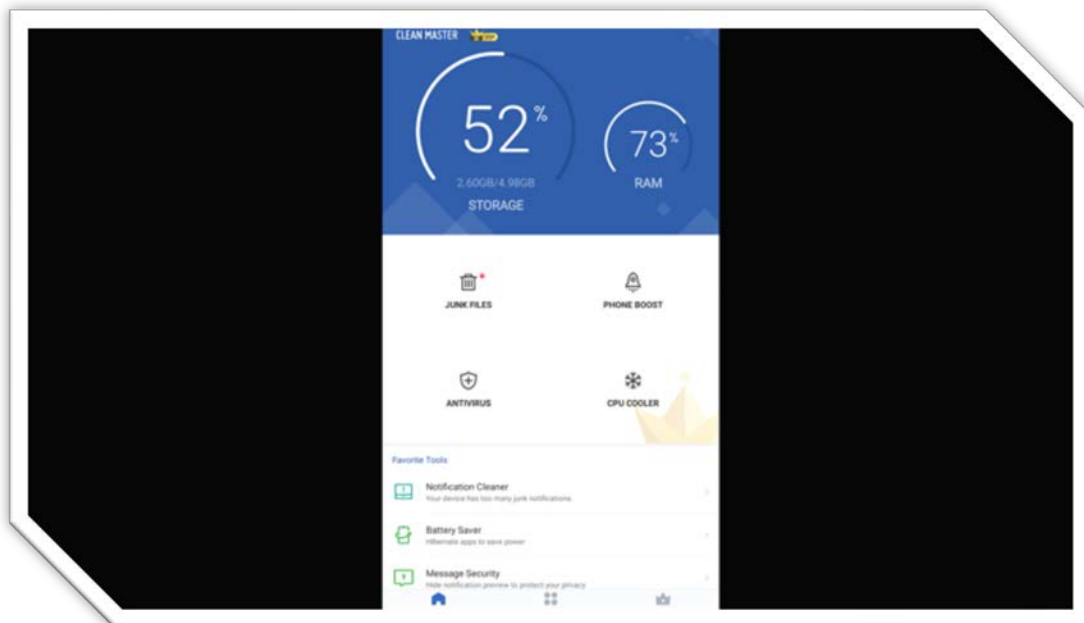 CLEAN MASTER
52%
2.60GB/4.98GB
STORAGE
73%
RAM
JUNK FILES
PHONE BOOST
ANTIVIRUS
CPU COOLER
Favorite Tools
Notification Cleaner
Your device has too many junk notifications.
Battery Saver
Hibernate apps to save power
Message Security
Hide notification preview to protect your privacy